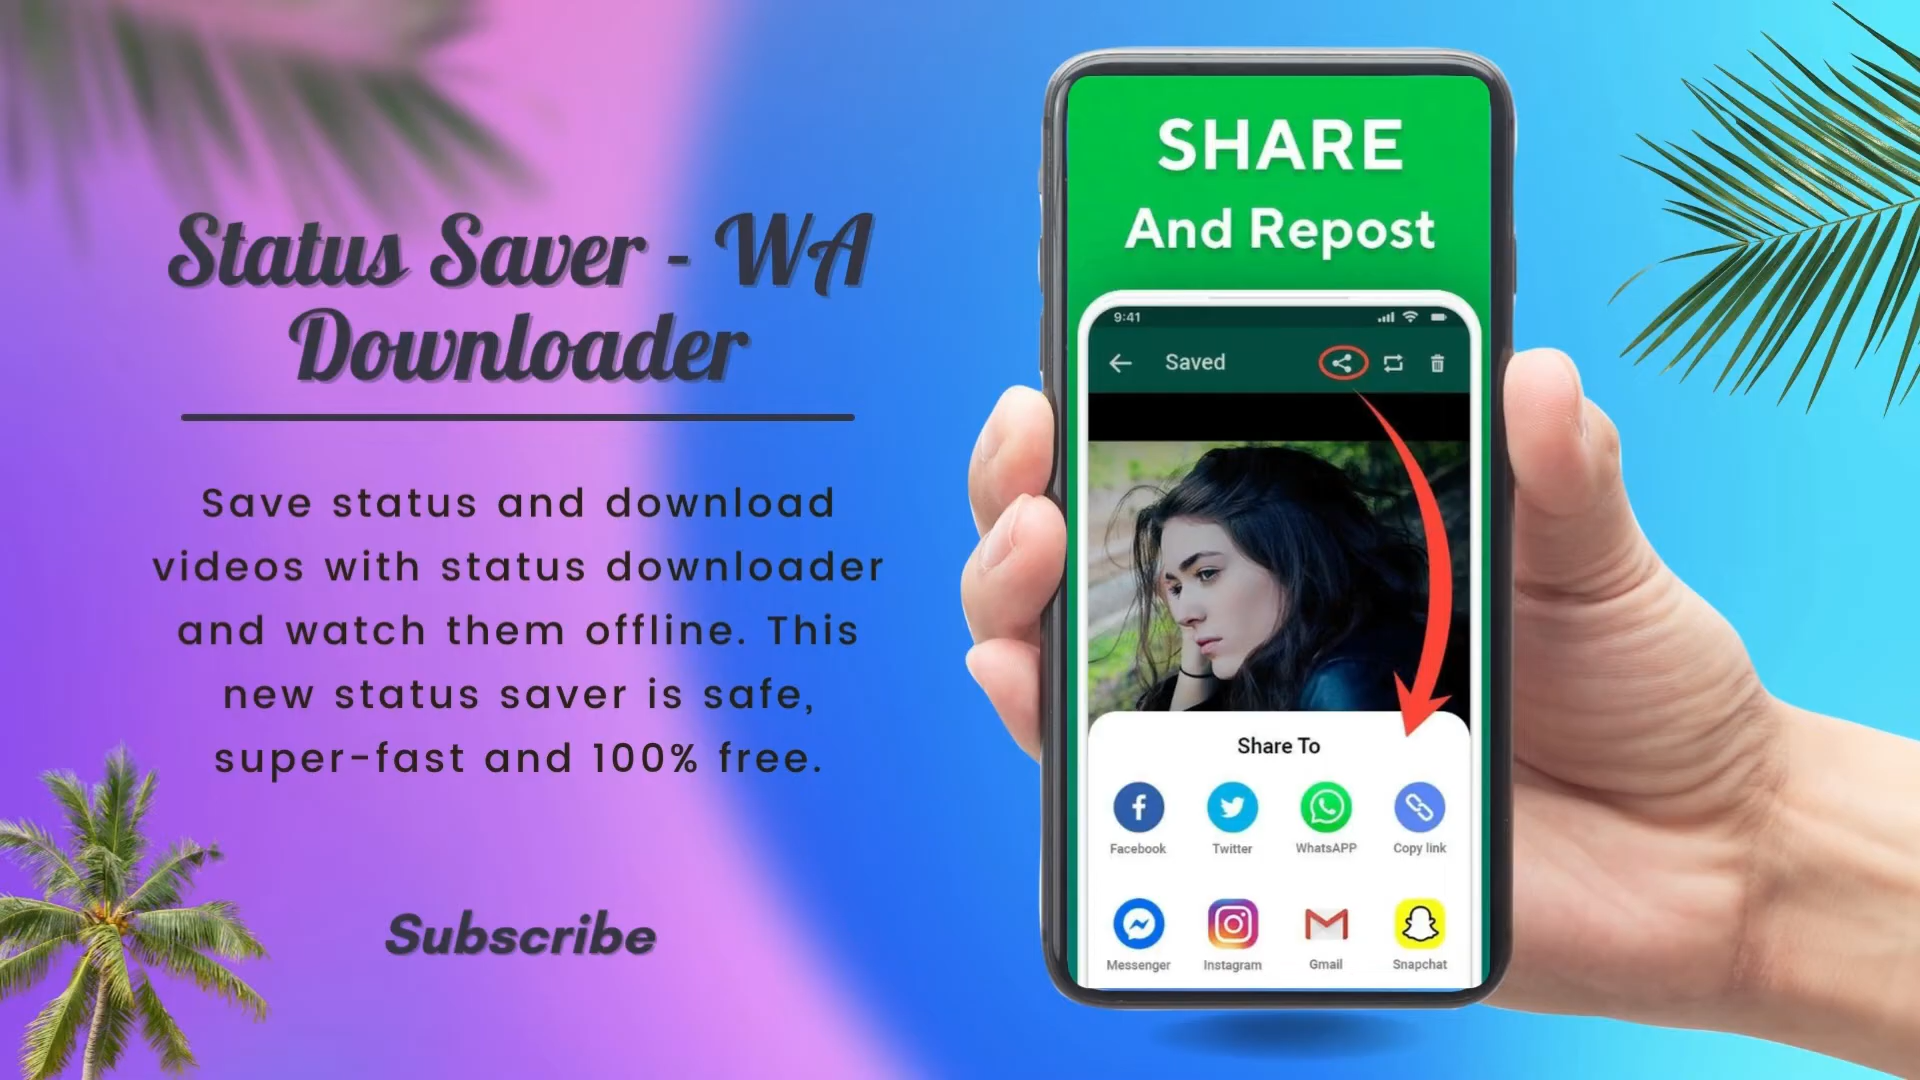 Status Saver - WA
Downloader
Save status and download
videos with status downloader
and watch them offline. This
new status saver is safe,
super-fast and 100% free.
Subscribe
SHARE
And Repost
9:41
Saved
Share To
Facebook Twitter WhatsAPP Copy link
Messenger Instagram Gmail Snapchat